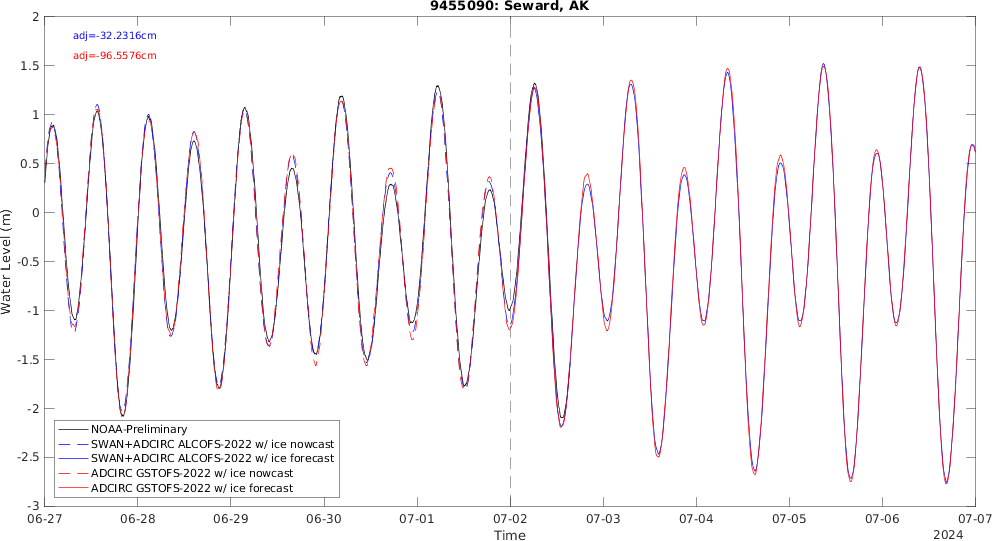 9455090: Seward, AK
adj=-32.2316cm
adj=-96.5576cm
2
1.5
1
0.5
0
-0.5
-1
-1.5
-2
-2.5
-3
Water Level (m)
NOAA-Preliminary
SWAN+ADCIRC ALCOFS-2022 w/ ice nowcast
SWAN+ADCIRC ALCOFS-2022 w/ ice forecast
ADCIRC GSTOFS-2022 w/ ice nowcast
ADCIRC GSTOFS-2022 w/ ice forecast
06-27 06-28 06-29 06-30 07-01 07-02 07-03 07-04 07-05 07-06 07-07
Time
2024